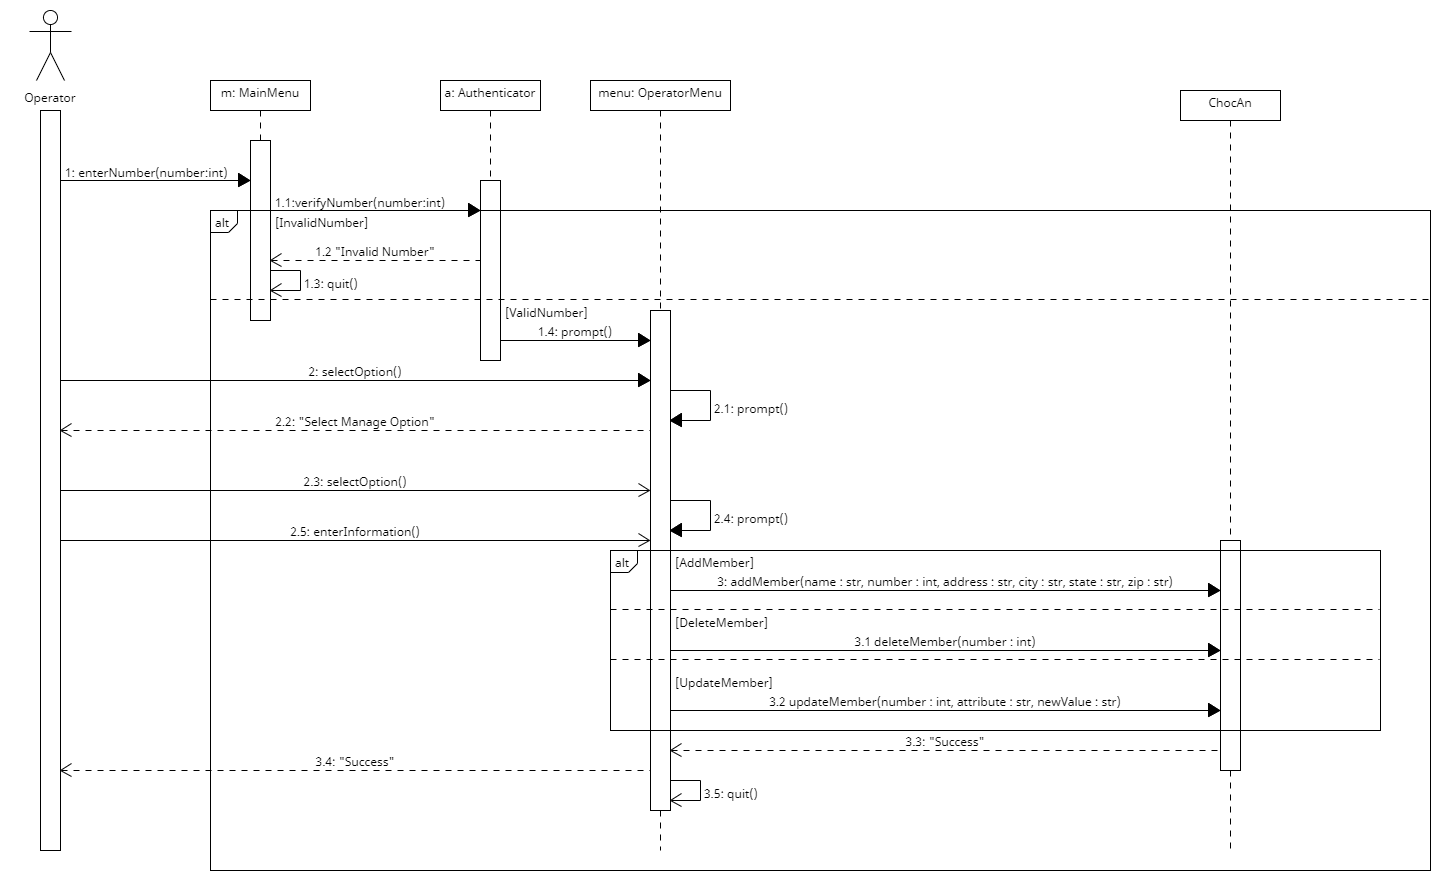 Operator
m: MainMenu
a: Authenticator
menu: OperatorMenu
ChocAn
1: enterNumber(number:int)
1.1:verifyNumber(number:int)
alt
[InvalidNumber]
1.2 "Invalid Number"
1.3: quit()
[ValidNumber]
1.4: prompt()
2: selectOption()
2.1: prompt()
2.2: "Select Manage Option"
2.3: selectOption()
2.4: prompt()
2.5: enterInformation()
alt
[AddMember]
3: addMember(name : str, number : int, address : str, city : str, state : str, zip : str)
[DeleteMember]
3.1 deleteMember(number : int)
[UpdateMember]
3.2 updateMember(number : int, attribute : str, newValue : str)
3.3: "Success"
3.4: "Success"
3.5: quit()